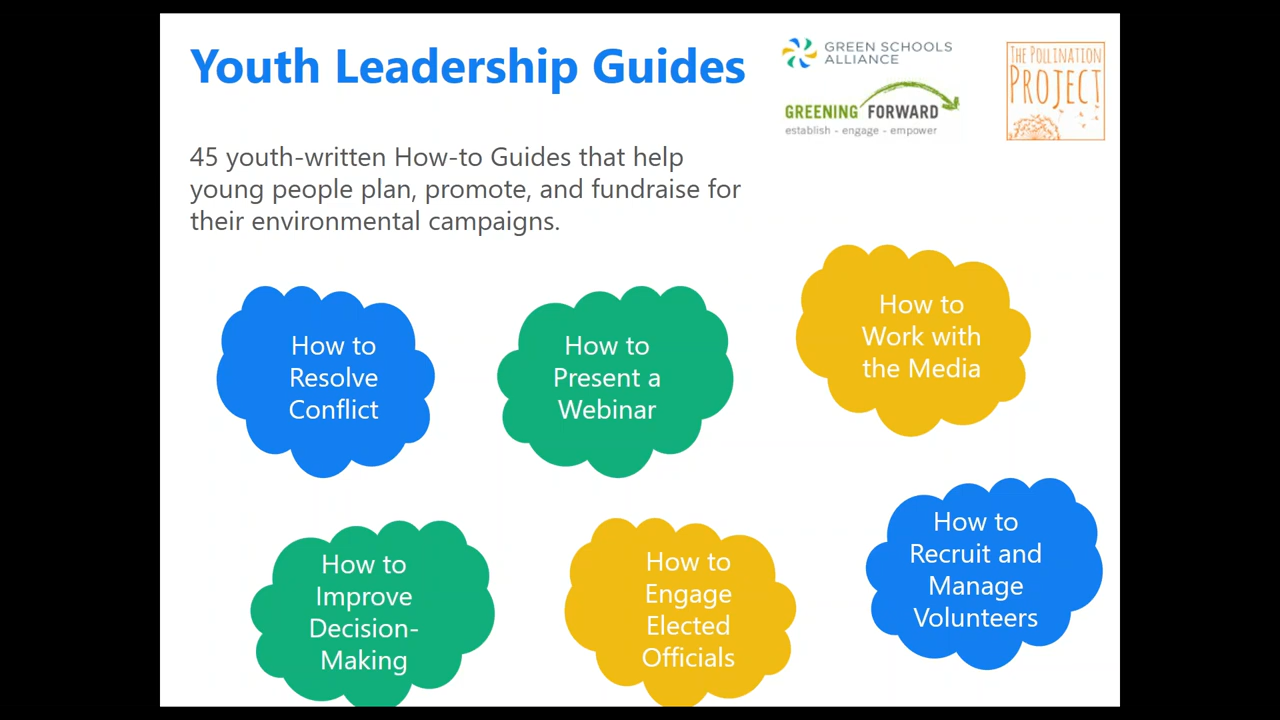 Youth Leadership Guides
GREEN SCHOOLS
ALLIANCE
GREENING FORWARD
establish - engage - empower
THE POLLINATION
PROJECT
45 youth-written How-to Guides that help
young people plan, promote, and fundraise for
their environmental campaigns.
How to
Resolve
Conflict
How to
Present a
Webinar
How to
Work with
the Media
How to
Improve
Decision-
Making
How to
Engage
Elected
Officials
How to
Recruit and
Manage
Volunteers